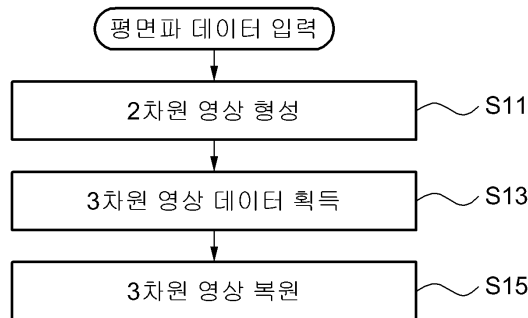 평면파 데이터 입력
2차원 영상 형성
S11
3차원 영상 데이터 획득
S13
3차원 영상 복원
S15